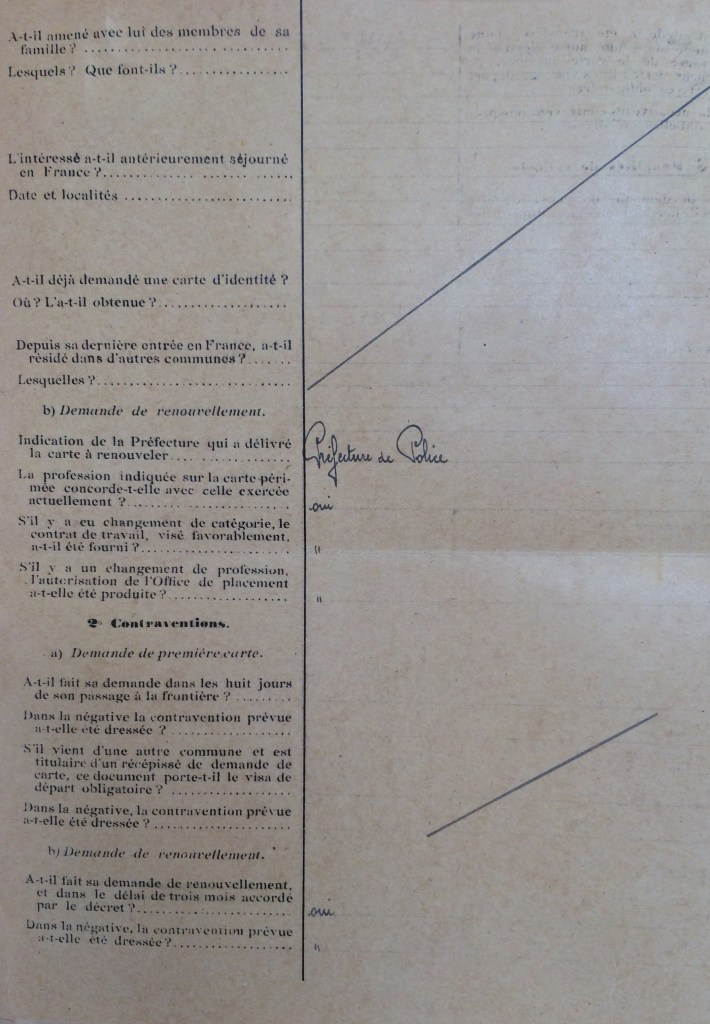 A-t-il amené avec lui des membres de sa
famille ? ..............................
Lesquels ? Que font-ils ? ................
L'intéressé a-t-il antérieurement séjourné
en France ? ............................
Date et localités ........................
A-t-il déjà demandé une carte d'identité ?
Où ? L'a-t-il obtenue ? ..................
Depuis sa dernière entrée en France, a-t-il
résidé dans d'autres communes ? .......
Lesquelles ? .............................
b) Demande de renouvellement.
Indication de la Préfecture qui a délivré
la carte à renouveler .................. Préfecture de Police
La profession indiquée sur la carte péri-
mée concorde-t-elle avec celle exercée
actuellement ? ......................... oui
S'il y a eu changement de catégorie, le
contrat de travail, visé favorablement,
a-t-il été fourni ? ..................... "
S'il y a un changement de profession,
l'autorisation de l'Office de placement
a-t-elle été produite ? .................. "
2° Contraventions.
a) Demande de première carte.
A-t-il fait sa demande dans les huit jours
de son passage à la frontière ? .........
Dans la négative la contravention prévue
a-t-elle été dressée ? ..................
S'il vient d'une autre commune et est
titulaire d'un récépissé de demande de
carte, ce document porte-t-il le visa de
départ obligatoire ? ...................
Dans la négative, la contravention prévue
a-t-elle été dressée ? ...................
b) Demande de renouvellement.
A-t-il fait sa demande de renouvellement,
et dans le délai de trois mois accordé
par le décret ? ........................ oui
Dans la négative, la contravention prévue
a-t-elle été dressée ? .................. "